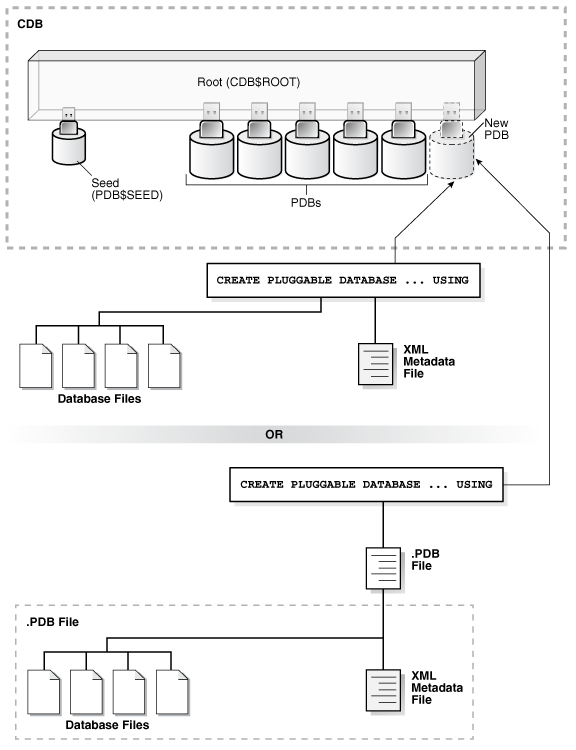 CDB
Root (CDB$ROOT)
New
PDB
Seed
(PDB$SEED)
PDBs
CREATE PLUGGABLE DATABASE ... USING
XML
Metadata
File
Database Files
OR
CREATE PLUGGABLE DATABASE ... USING
.PDB
File
.PDB File
XML
Metadata
File
Database Files